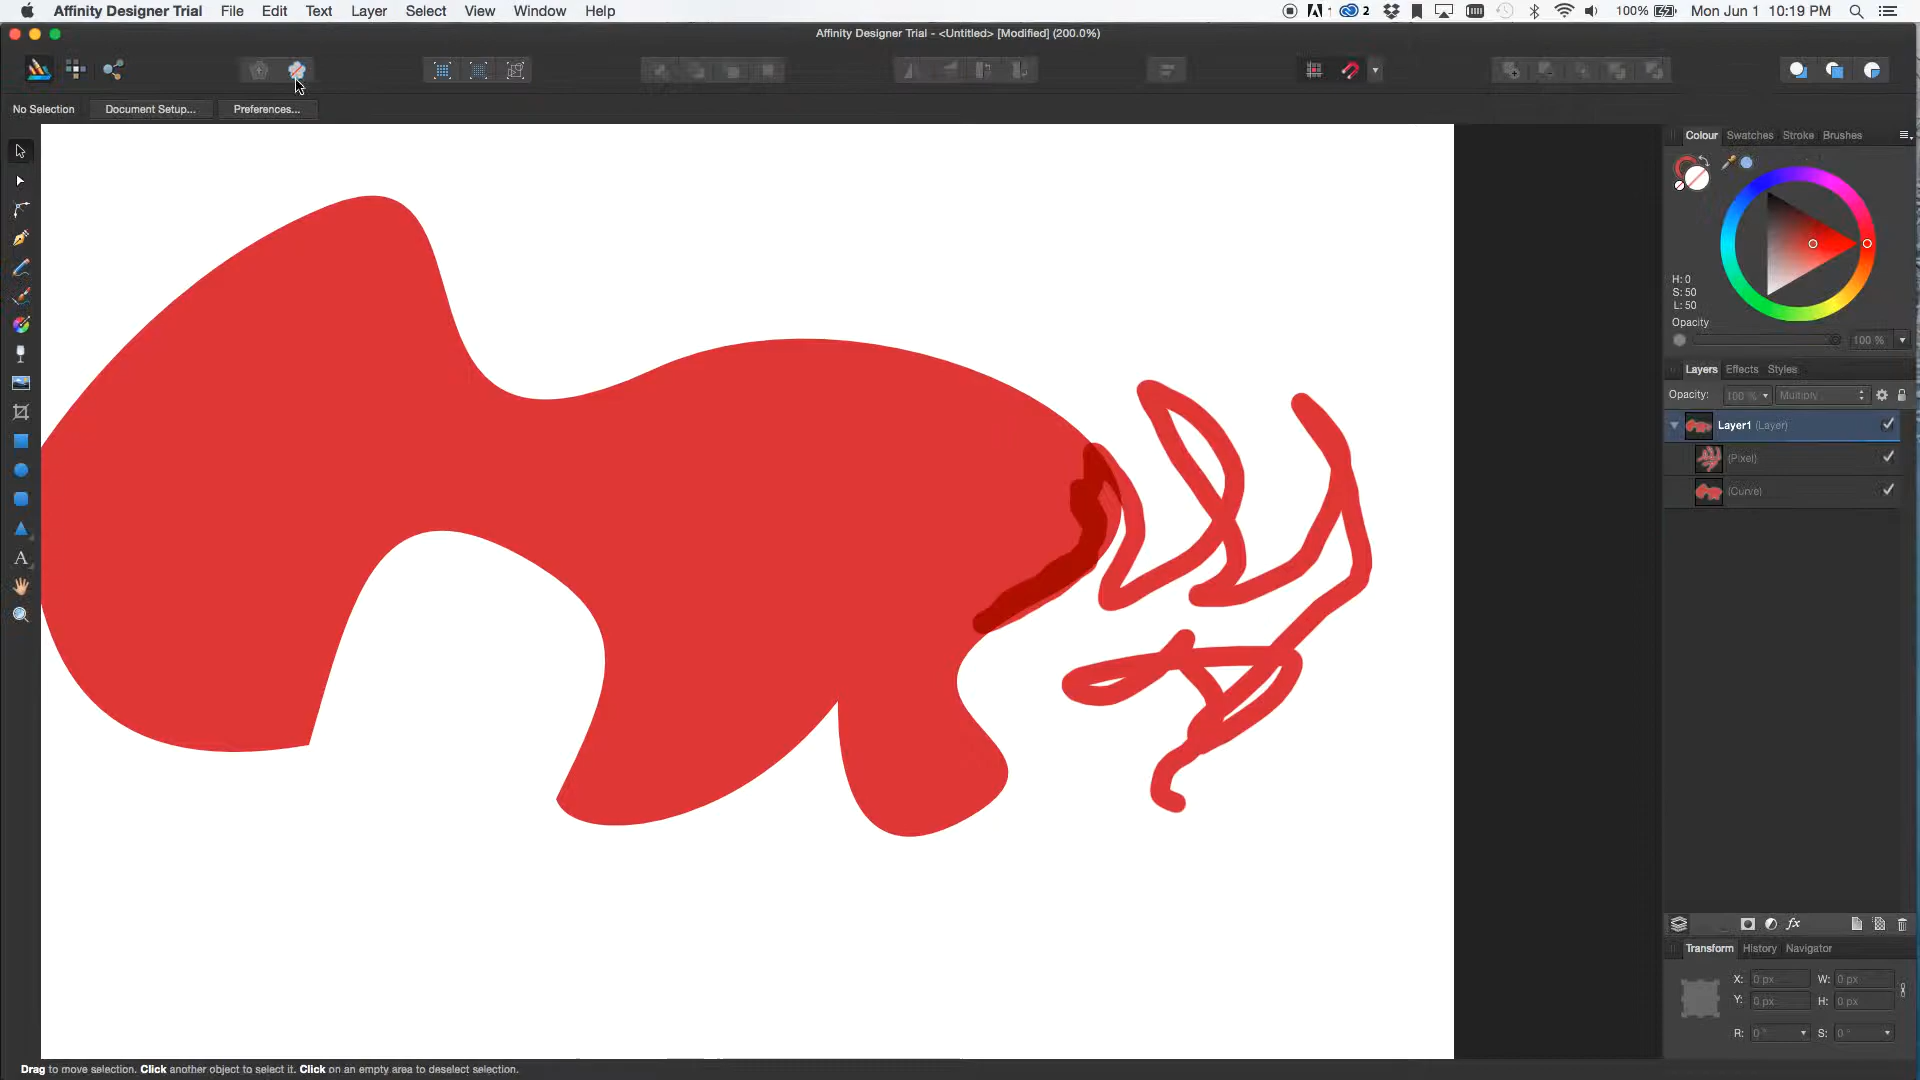 Affinity Designer Trial File Edit Text Layer Select View Window Help 2 100% Mon Jun 1 10:19 PM
Affinity Designer Trial - <Untitled> [Modified] (200.0%)
No Selection Document Setup... Preferences...
Colour Swatches Stroke Brushes
H: 0
S: 50
L: 50
Opacity
100 %
Layers Effects Styles
Opacity: 100 % Multiply
Layer1 (Layer)
(Pixel)
(Curve)
fx
A
Transform History Navigator
X: 0 px W: 0 px
Y: 0 px H: 0 px
R: 0 ° S: 0 °
Drag to move selection. Click another object to select it. Click on an empty area to deselect selection.